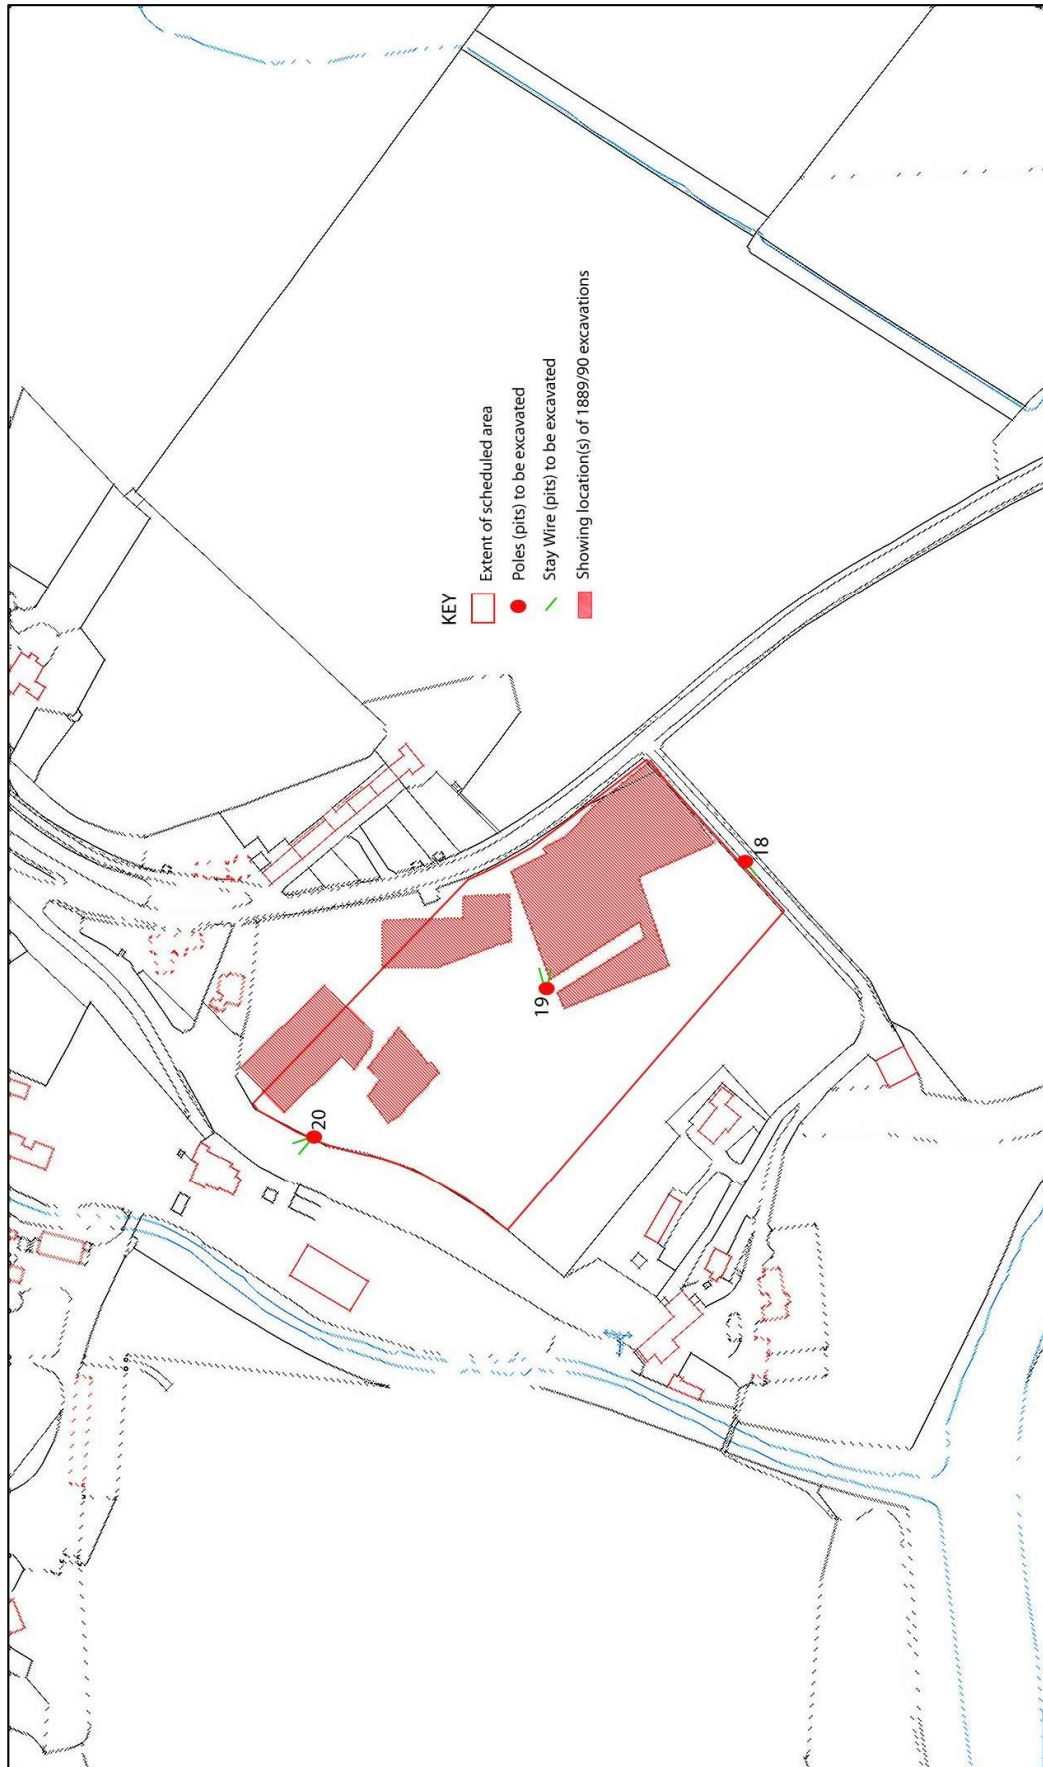 KEY
Extent of scheduled area
Poles (pits) to be excavated
Stay Wire (pits) to be excavated
Showing location(s) of 1889/90 excavations
18
19
20